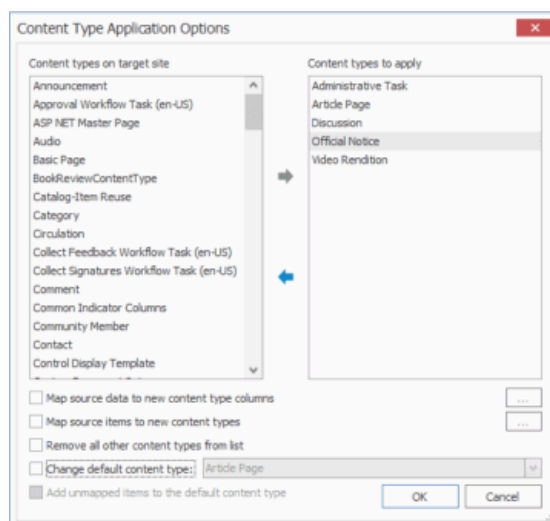 Content Type Application Options
Content types on target site
Announcement
Approval Workflow Task (en-US)
ASP NET Master Page
Audio
Basic Page
BookReviewContentType
Catalog-Item Reuse
Category
Circulation
Collect Feedback Workflow Task (en-US)
Collect Signatures Workflow Task (en-US)
Comment
Common Indicator Columns
Community Member
Contact
Control Display Template
Content types to apply
Administrative Task
Article Page
Discussion
Official Notice
Video Rendition
Map source data to new content type columns
...
Map source items to new content types
...
Remove all other content types from list
Change default content type: Article Page
Add unmapped items to the default content type
OK Cancel